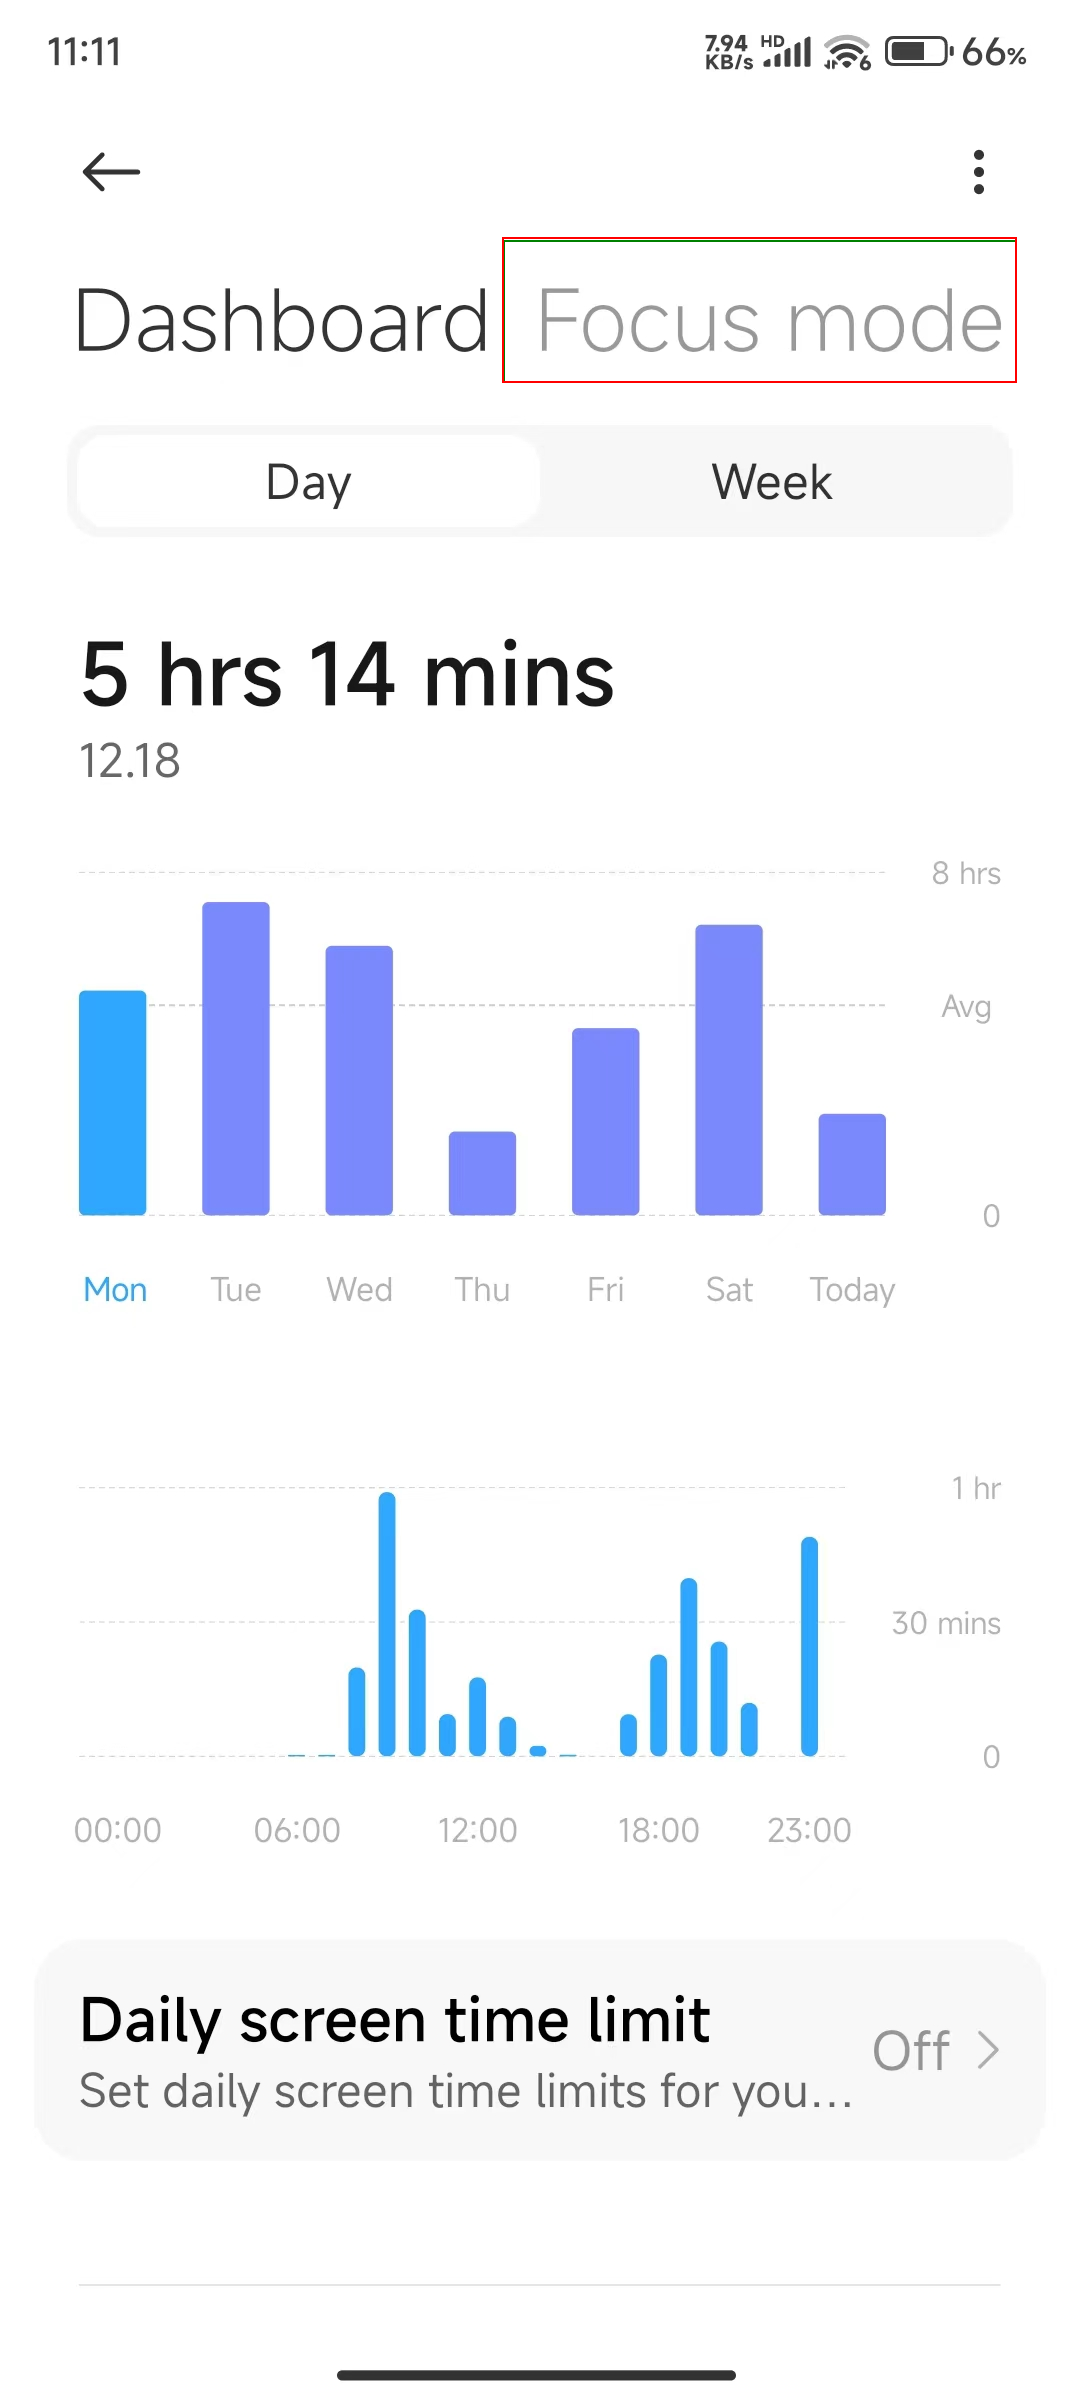 11:11
7.94 KB/s HD 6 66%
Dashboard Focus mode
Day Week
5 hrs 14 mins
12.18
8 hrs
Avg
0
Mon Tue Wed Thu Fri Sat Today
1 hr
30 mins
0
00:00 06:00 12:00 18:00 23:00
Daily screen time limit
Set daily screen time limits for you...
Off